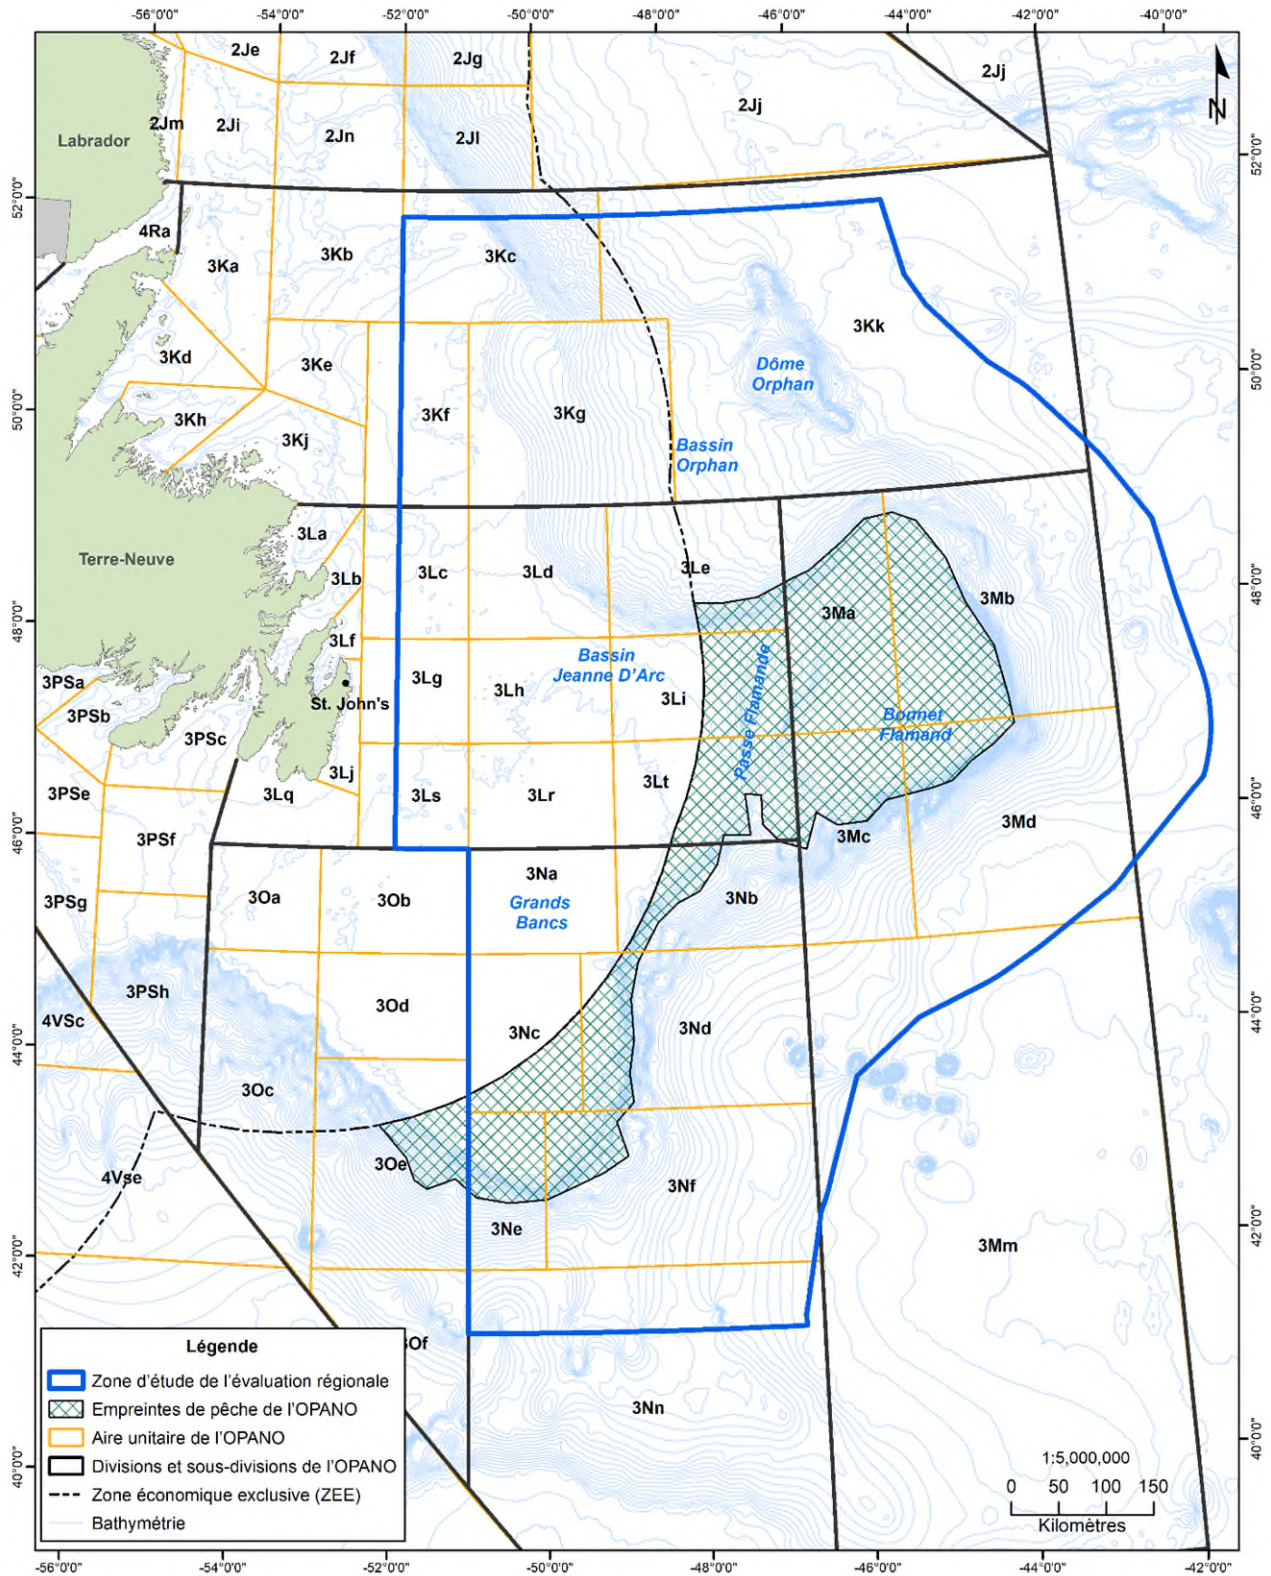 -56°0'0" -54°0'0" -52°0'0" -50°0'0" -48°0'0" -46°0'0" -44°0'0" -42°0'0" -40°0'0"
2Je
2Jf
2Jg
2Jj
2Jj
N
Labrador
2Jm
2Ji
2Jn
2Jl
52°0'0"
52°0'0"
4Ra
3Ka
3Kb
3Kc
3Kk
3Kd
3Ke
Dôme
Orphan
50°0'0"
50°0'0"
3Kh
3Kf
3Kg
3Kj
Bassin
Orphan
3La
Terre-Neuve
3Lb
3Lc
3Ld
3Le
48°0'0"
48°0'0"
3Ma
3Mb
3Lf
Bassin
Jeanne D'Arc
3PSa
3Lg
3Lh
3Li
St. John's
3PSb
3PSc
Passe Flamande
Bonnet
Flamand
3Lj
3PSe
3Lq
3Ls
3Lr
3Lt
46°0'0"
46°0'0"
3PSf
3Mc
3Md
3PSg
3Oa
3Ob
3Na
Grands
Bancs
3Nb
3PSh
3Od
4VSc
3Nc
3Nd
44°0'0"
44°0'0"
3Oc
4Vse
3Oe
3Nf
3Ne
3Mm
42°0'0"
42°0'0"
Of
3Nn
Légende
Zone d'étude de l'évaluation régionale
Empreintes de pêche de l'OPANO
Aire unitaire de l'OPANO
Divisions et sous-divisions de l'OPANO
Zone économique exclusive (ZEE)
Bathymétrie
40°0'0"
40°0'0"
1:5,000,000
0 50 100 150
Kilomètres
-56°0'0" -54°0'0" -52°0'0" -50°0'0" -48°0'0" -46°0'0" -44°0'0" -42°0'0"